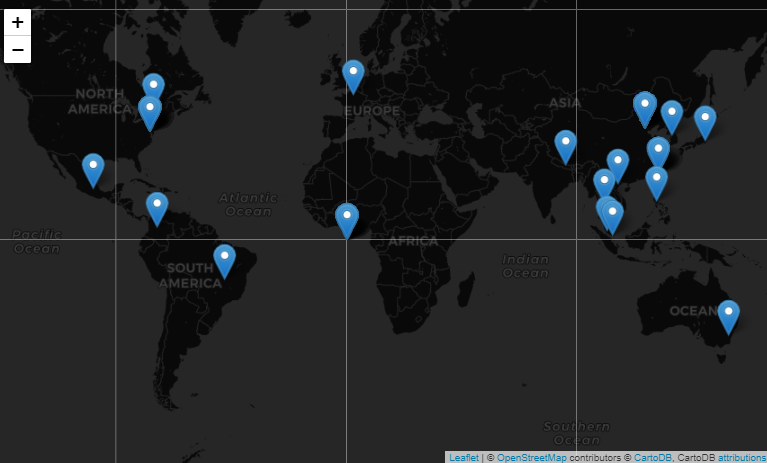 +
−
NORTH
AMERICA
EUROPE
ASIA
Atlantic
Ocean
Pacific
Ocean
AFRICA
Indian
Ocean
SOUTH
AMERICA
OCEAN
Southern
Ocean
Leaflet | © OpenStreetMap contributors © CartoDB, CartoDB attributions